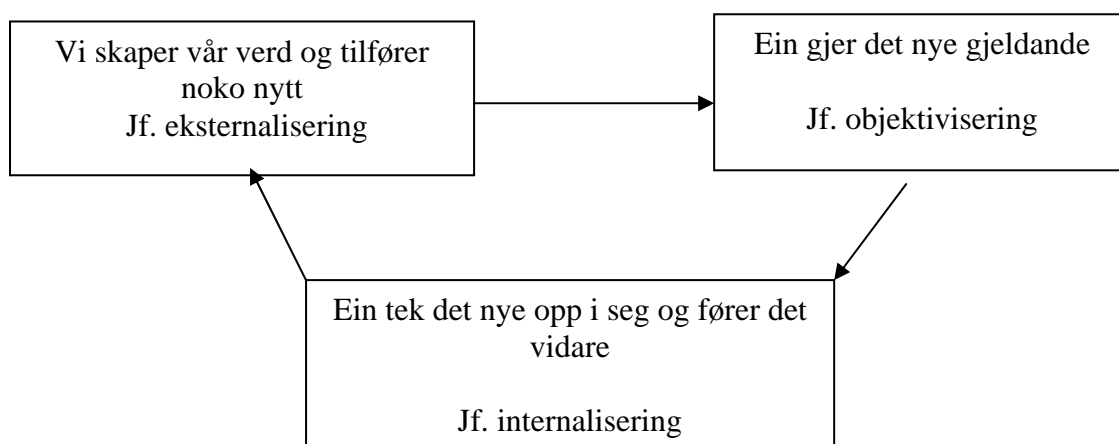 Vi skaper vår verd og tilfører
noko nytt
Jf. eksternalisering
Ein gjer det nye gjeldande
Jf. objektivisering
Ein tek det nye opp i seg og fører det
vidare
Jf. internalisering